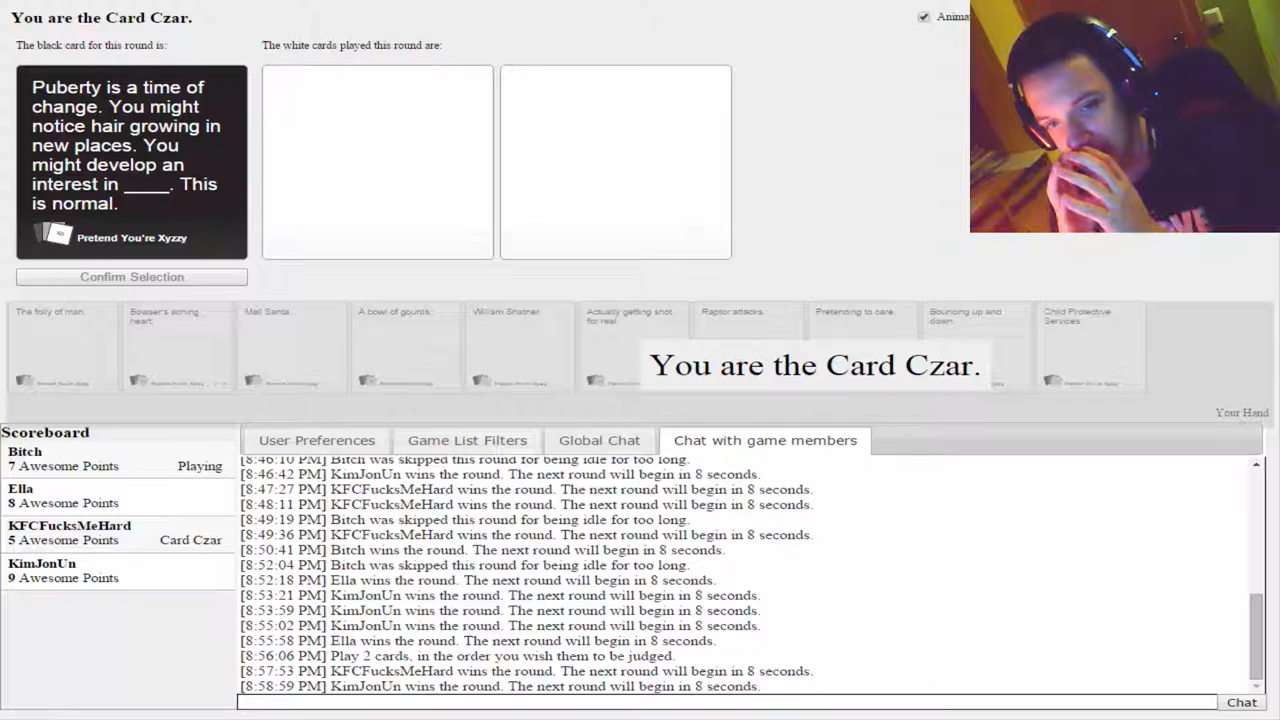 You are the Card Czar.
Anima
The black card for this round is:
The white cards played this round are:
Puberty is a time of
change. You might
notice hair growing in
new places. You
might develop an
interest in ____. This
is normal.
Pretend You're Xyzzy
Confirm Selection
The folly of man.
Bowser's aching
heart.
Mall Santa.
A bowl of gourds.
William Shatner.
Actually getting shot,
for real.
Raptor attacks.
Pretending to care.
Bouncing up and
down.
Child Protective
Services.
You are the Card Czar.
Your Hand
Scoreboard
Bitch
7 Awesome Points Playing
Ella
8 Awesome Points
KFCFucksMeHard
5 Awesome Points Card Czar
KimJonUn
9 Awesome Points
User Preferences
Game List Filters
Global Chat
Chat with game members
[8:46:10 PM] Bitch was skipped this round for being idle for too long.
[8:46:42 PM] KimJonUn wins the round. The next round will begin in 8 seconds.
[8:47:27 PM] KFCFucksMeHard wins the round. The next round will begin in 8 seconds.
[8:48:11 PM] KFCFucksMeHard wins the round. The next round will begin in 8 seconds.
[8:49:19 PM] Bitch was skipped this round for being idle for too long.
[8:49:36 PM] KFCFucksMeHard wins the round. The next round will begin in 8 seconds.
[8:50:41 PM] Bitch wins the round. The next round will begin in 8 seconds.
[8:52:04 PM] Bitch was skipped this round for being idle for too long.
[8:52:18 PM] Ella wins the round. The next round will begin in 8 seconds.
[8:53:21 PM] KimJonUn wins the round. The next round will begin in 8 seconds.
[8:53:59 PM] KimJonUn wins the round. The next round will begin in 8 seconds.
[8:55:02 PM] KimJonUn wins the round. The next round will begin in 8 seconds.
[8:55:58 PM] Ella wins the round. The next round will begin in 8 seconds.
[8:56:06 PM] Play 2 cards, in the order you wish them to be judged.
[8:57:53 PM] KFCFucksMeHard wins the round. The next round will begin in 8 seconds.
[8:58:59 PM] KimJonUn wins the round. The next round will begin in 8 seconds.
Chat